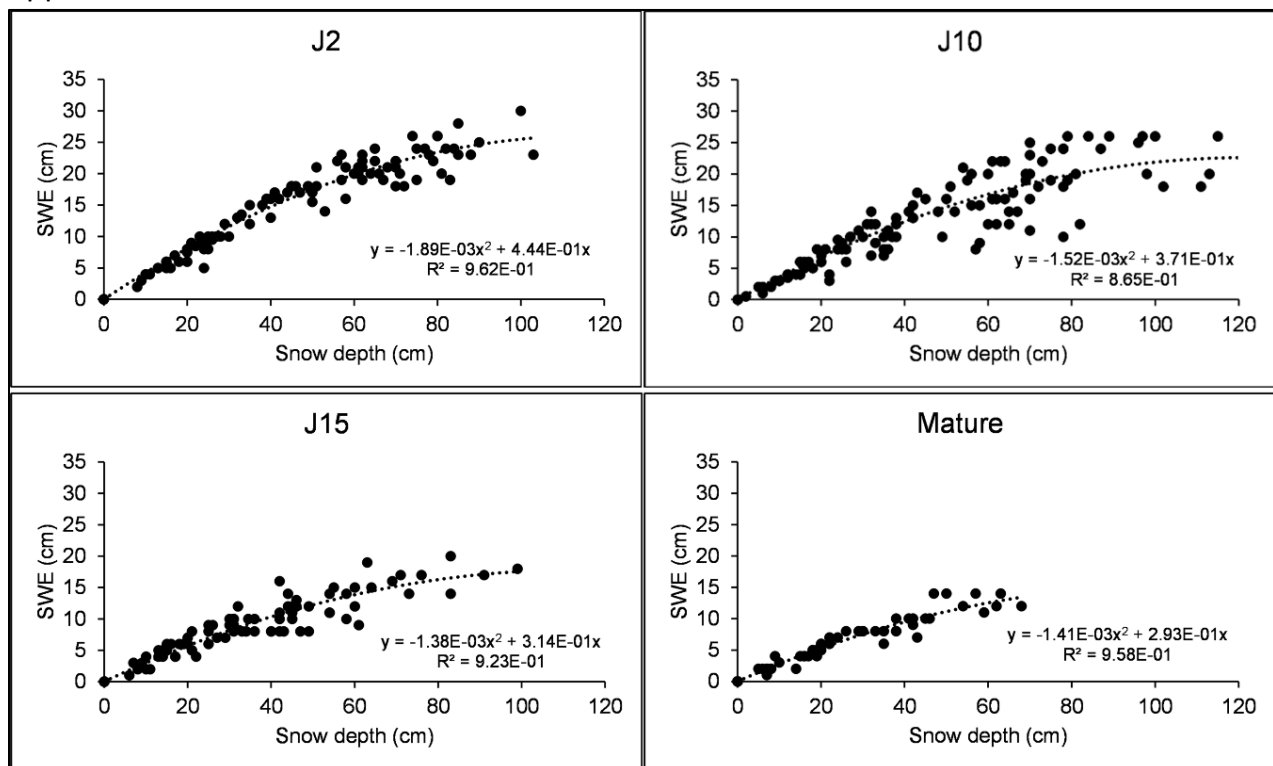 J2
35
30
25
20
15
10
5
0
SWE (cm)
y = -1.89E-03x² + 4.44E-01x
R² = 9.62E-01
0 20 40 60 80 100 120
Snow depth (cm)
J10
35
30
25
20
15
10
5
0
SWE (cm)
y = -1.52E-03x² + 3.71E-01x
R² = 8.65E-01
0 20 40 60 80 100 120
Snow depth (cm)
J15
35
30
25
20
15
10
5
0
SWE (cm)
y = -1.38E-03x² + 3.14E-01x
R² = 9.23E-01
0 20 40 60 80 100 120
Snow depth (cm)
Mature
35
30
25
20
15
10
5
0
SWE (cm)
y = -1.41E-03x² + 2.93E-01x
R² = 9.58E-01
0 20 40 60 80 100 120
Snow depth (cm)